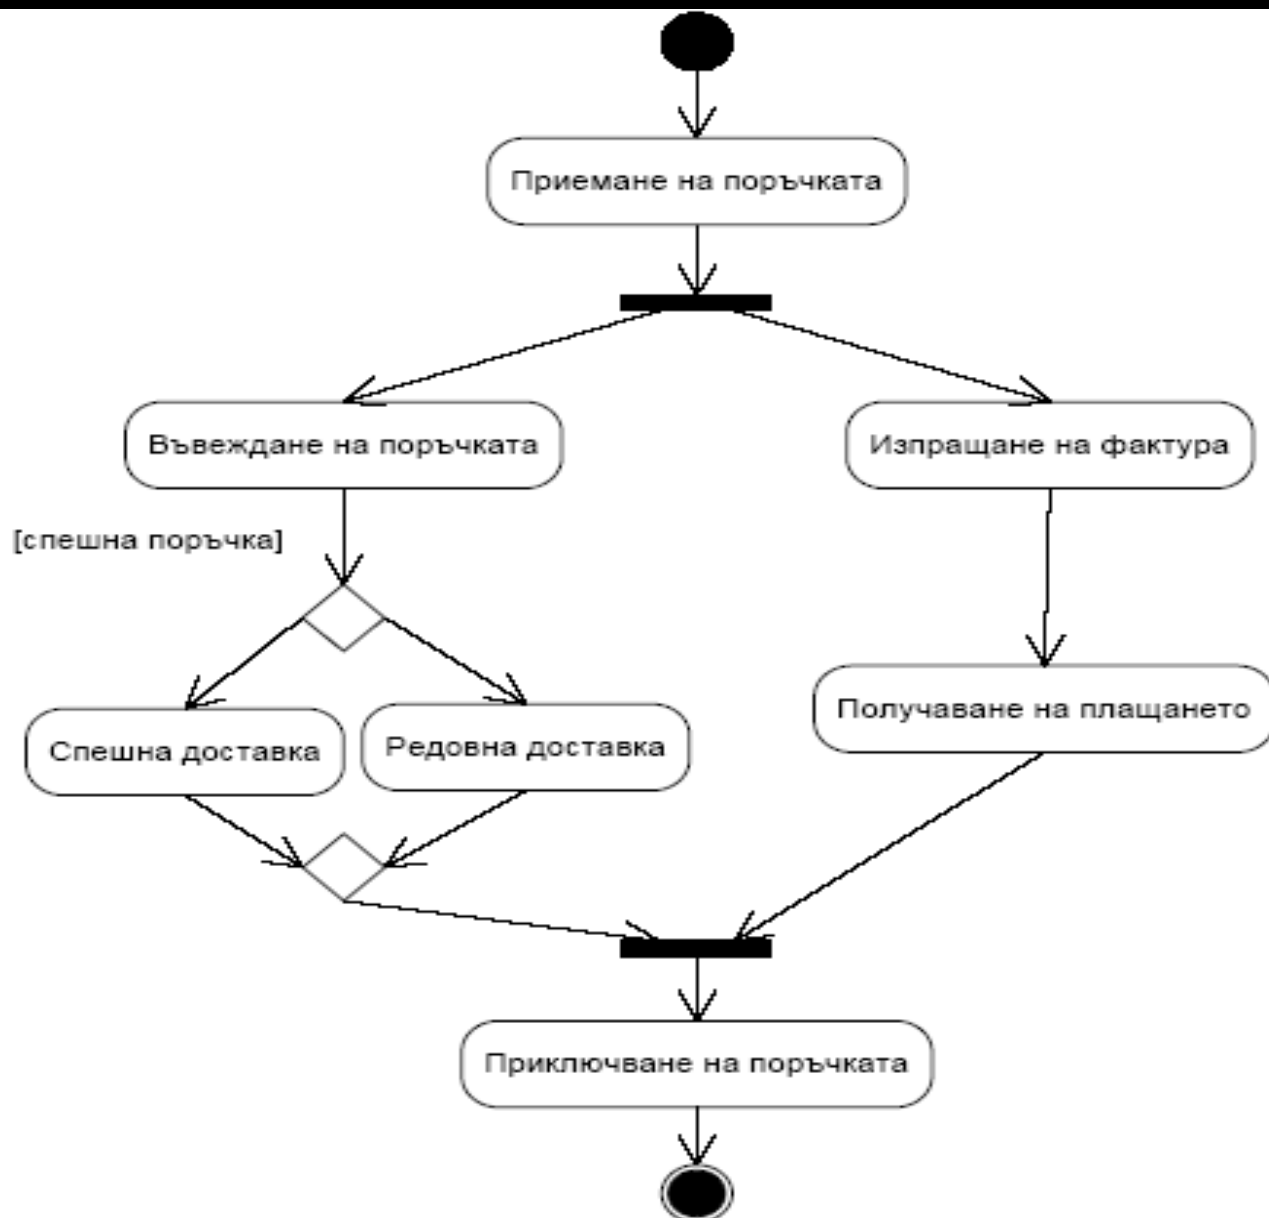 Приемане на поръчката
Въвеждане на поръчката
Изпращане на фактура
[спешна поръчка]
Спешна доставка
Редовна доставка
Получаване на плащането
Приключване на поръчката